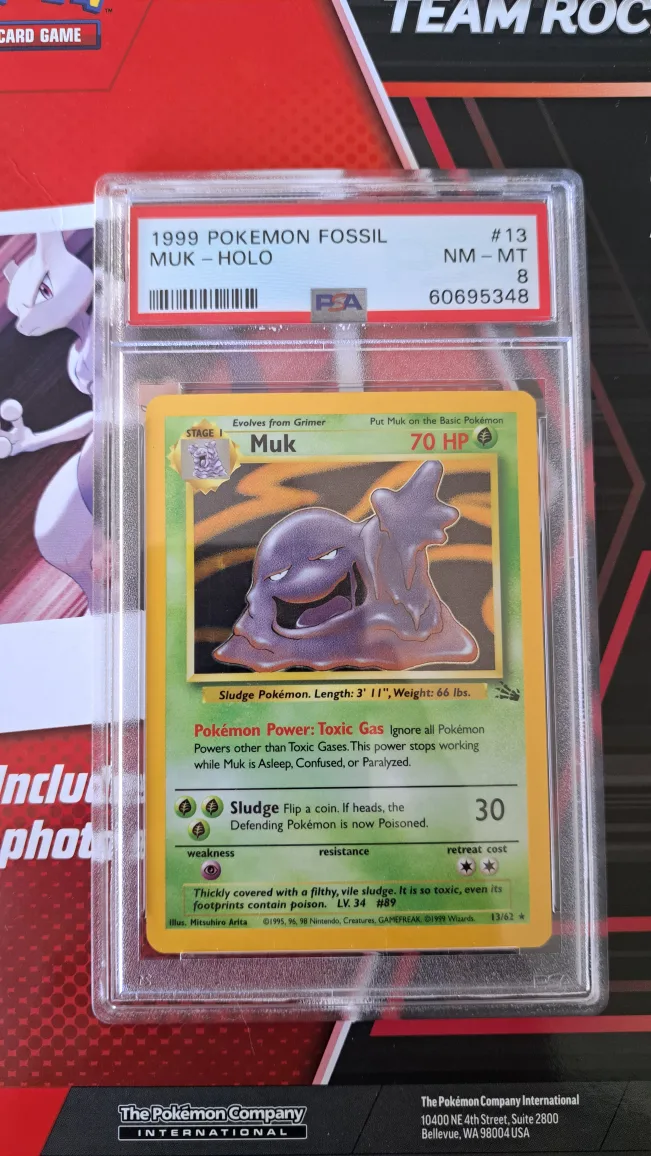 CARD GAME
TEAM ROC
1999 POKEMON FOSSIL #13
MUK - HOLO NM - MT
8
PSA 60695348
Evolves from Grimer Put Muk on the Basic Pokémon
STAGE 1 Muk 70 HP
Sludge Pokémon. Length: 3' 11", Weight: 66 lbs.
Pokémon Power: Toxic Gas Ignore all Pokémon
Powers other than Toxic Gases. This power stops working
while Muk is Asleep, Confused, or Paralyzed.
Sludge Flip a coin. If heads, the
Defending Pokémon is now Poisoned.
30
weakness resistance retreat cost
Thickly covered with a filthy, vile sludge. It is so toxic, even its
footprints contain poison. LV. 34 #89
Illus. Mitsuhiro Arita ©1995, 96, 98 Nintendo, Creatures, GAMEFREAK. ©1999 Wizards. 13/62 ★
Includ
phot
PSA
The Pokémon Company
INTERNATIONAL
The Pokémon Company International
10400 NE 4th Street, Suite 2800
Bellevue, WA 98004 USA